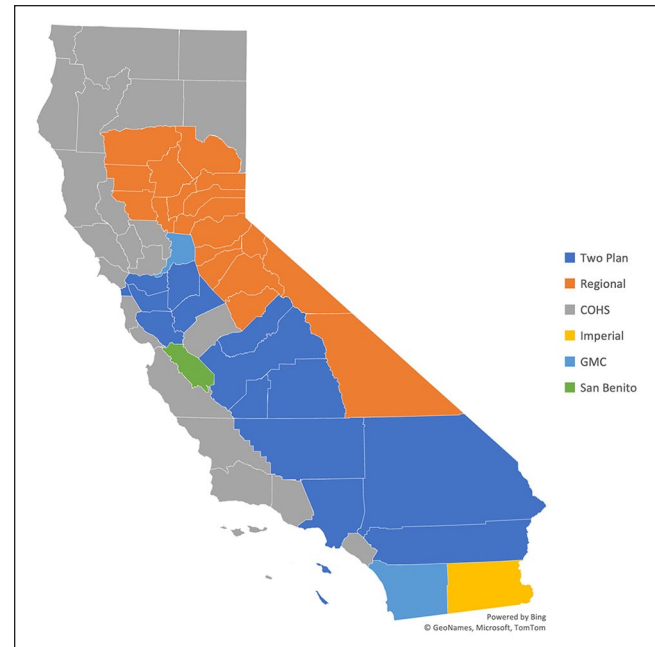 Two Plan
Regional
COHS
Imperial
GMC
San Benito
Powered by Bing
© GeoNames, Microsoft, TomTom